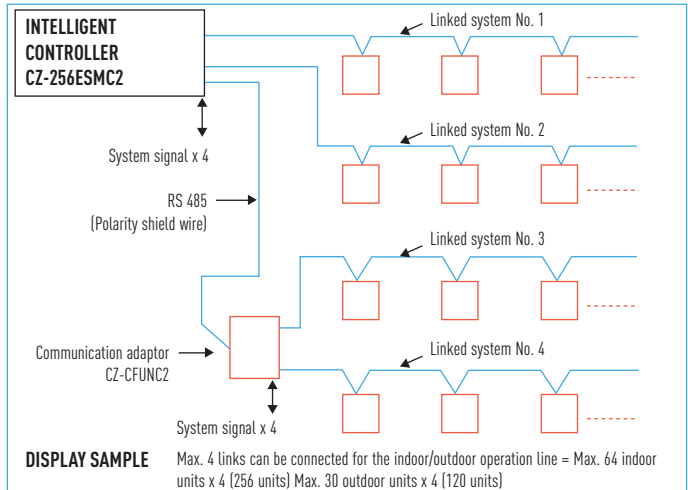 INTELLIGENT
CONTROLLER
CZ-256ESMC2
Linked system No. 1
System signal x 4
Linked system No. 2
RS 485
(Polarity shield wire)
Linked system No. 3
Communication adaptor
CZ-CFUNC2
Linked system No. 4
System signal x 4
DISPLAY SAMPLE
Max. 4 links can be connected for the indoor/outdoor operation line = Max. 64 indoor
units x 4 (256 units) Max. 30 outdoor units x 4 (120 units)